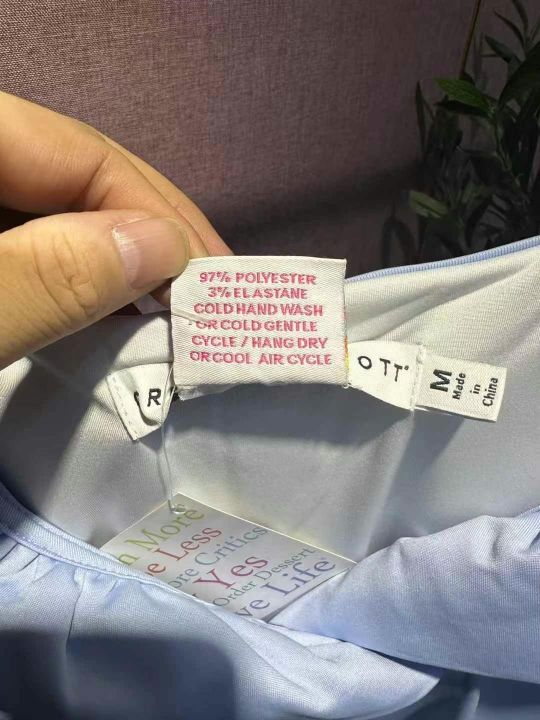 97% POLYESTER
3% ELASTANE
COLD HAND WASH
OR COLD GENTLE
CYCLE / HANG DRY
OR COOL AIR CYCLE
R
OTT
M
Made
in
China
More
Less
Critics
Yes
Order Dessert
Life